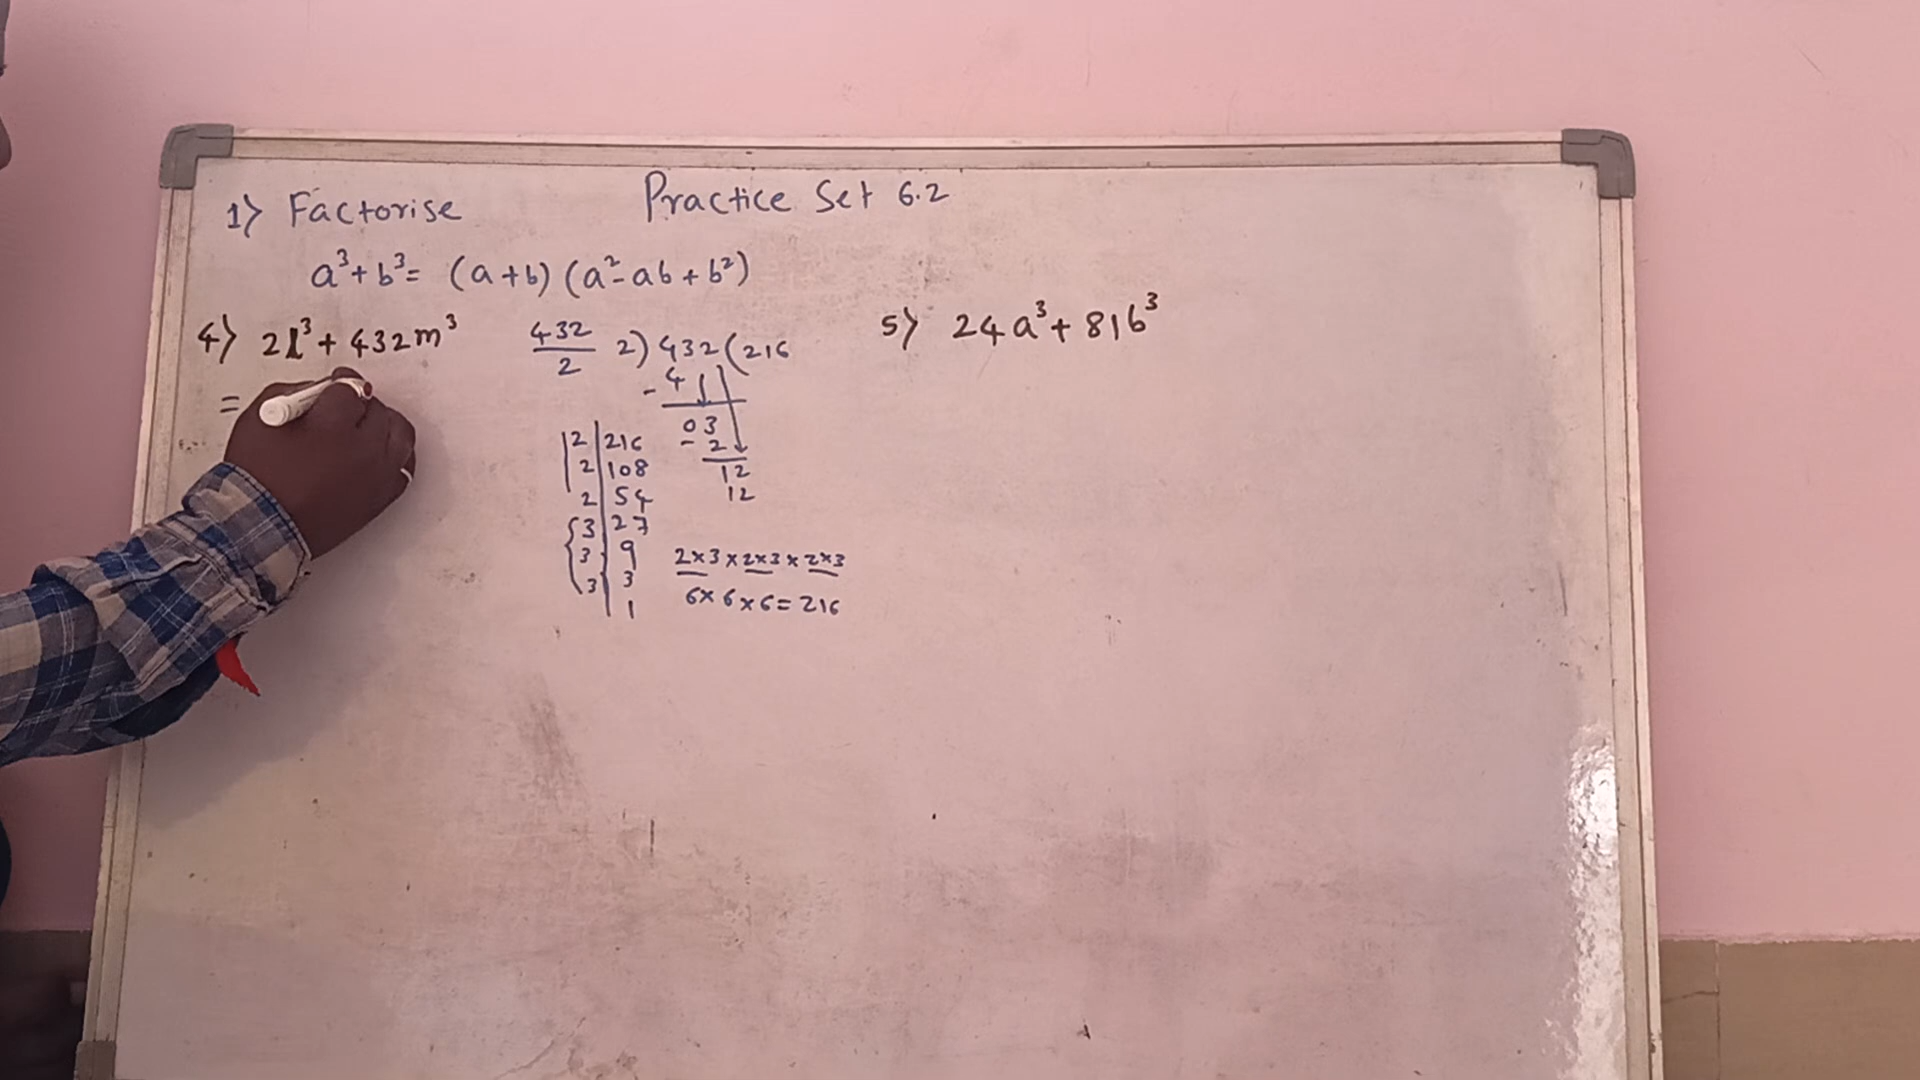 Practice Set 6.2
1) Factorise
a³ + b³ = (a + b) (a² - ab + b²)
4) 2l³ + 432m³
=
432
2
2) 432 (216
- 4
03
- 2
12
12
2 | 216
2 | 108
2 | 54
3 | 27
3 | 9
3 | 3
1
2×3 × 2×3 × 2×3
6×6×6 = 216
5) 24a³ + 81b³